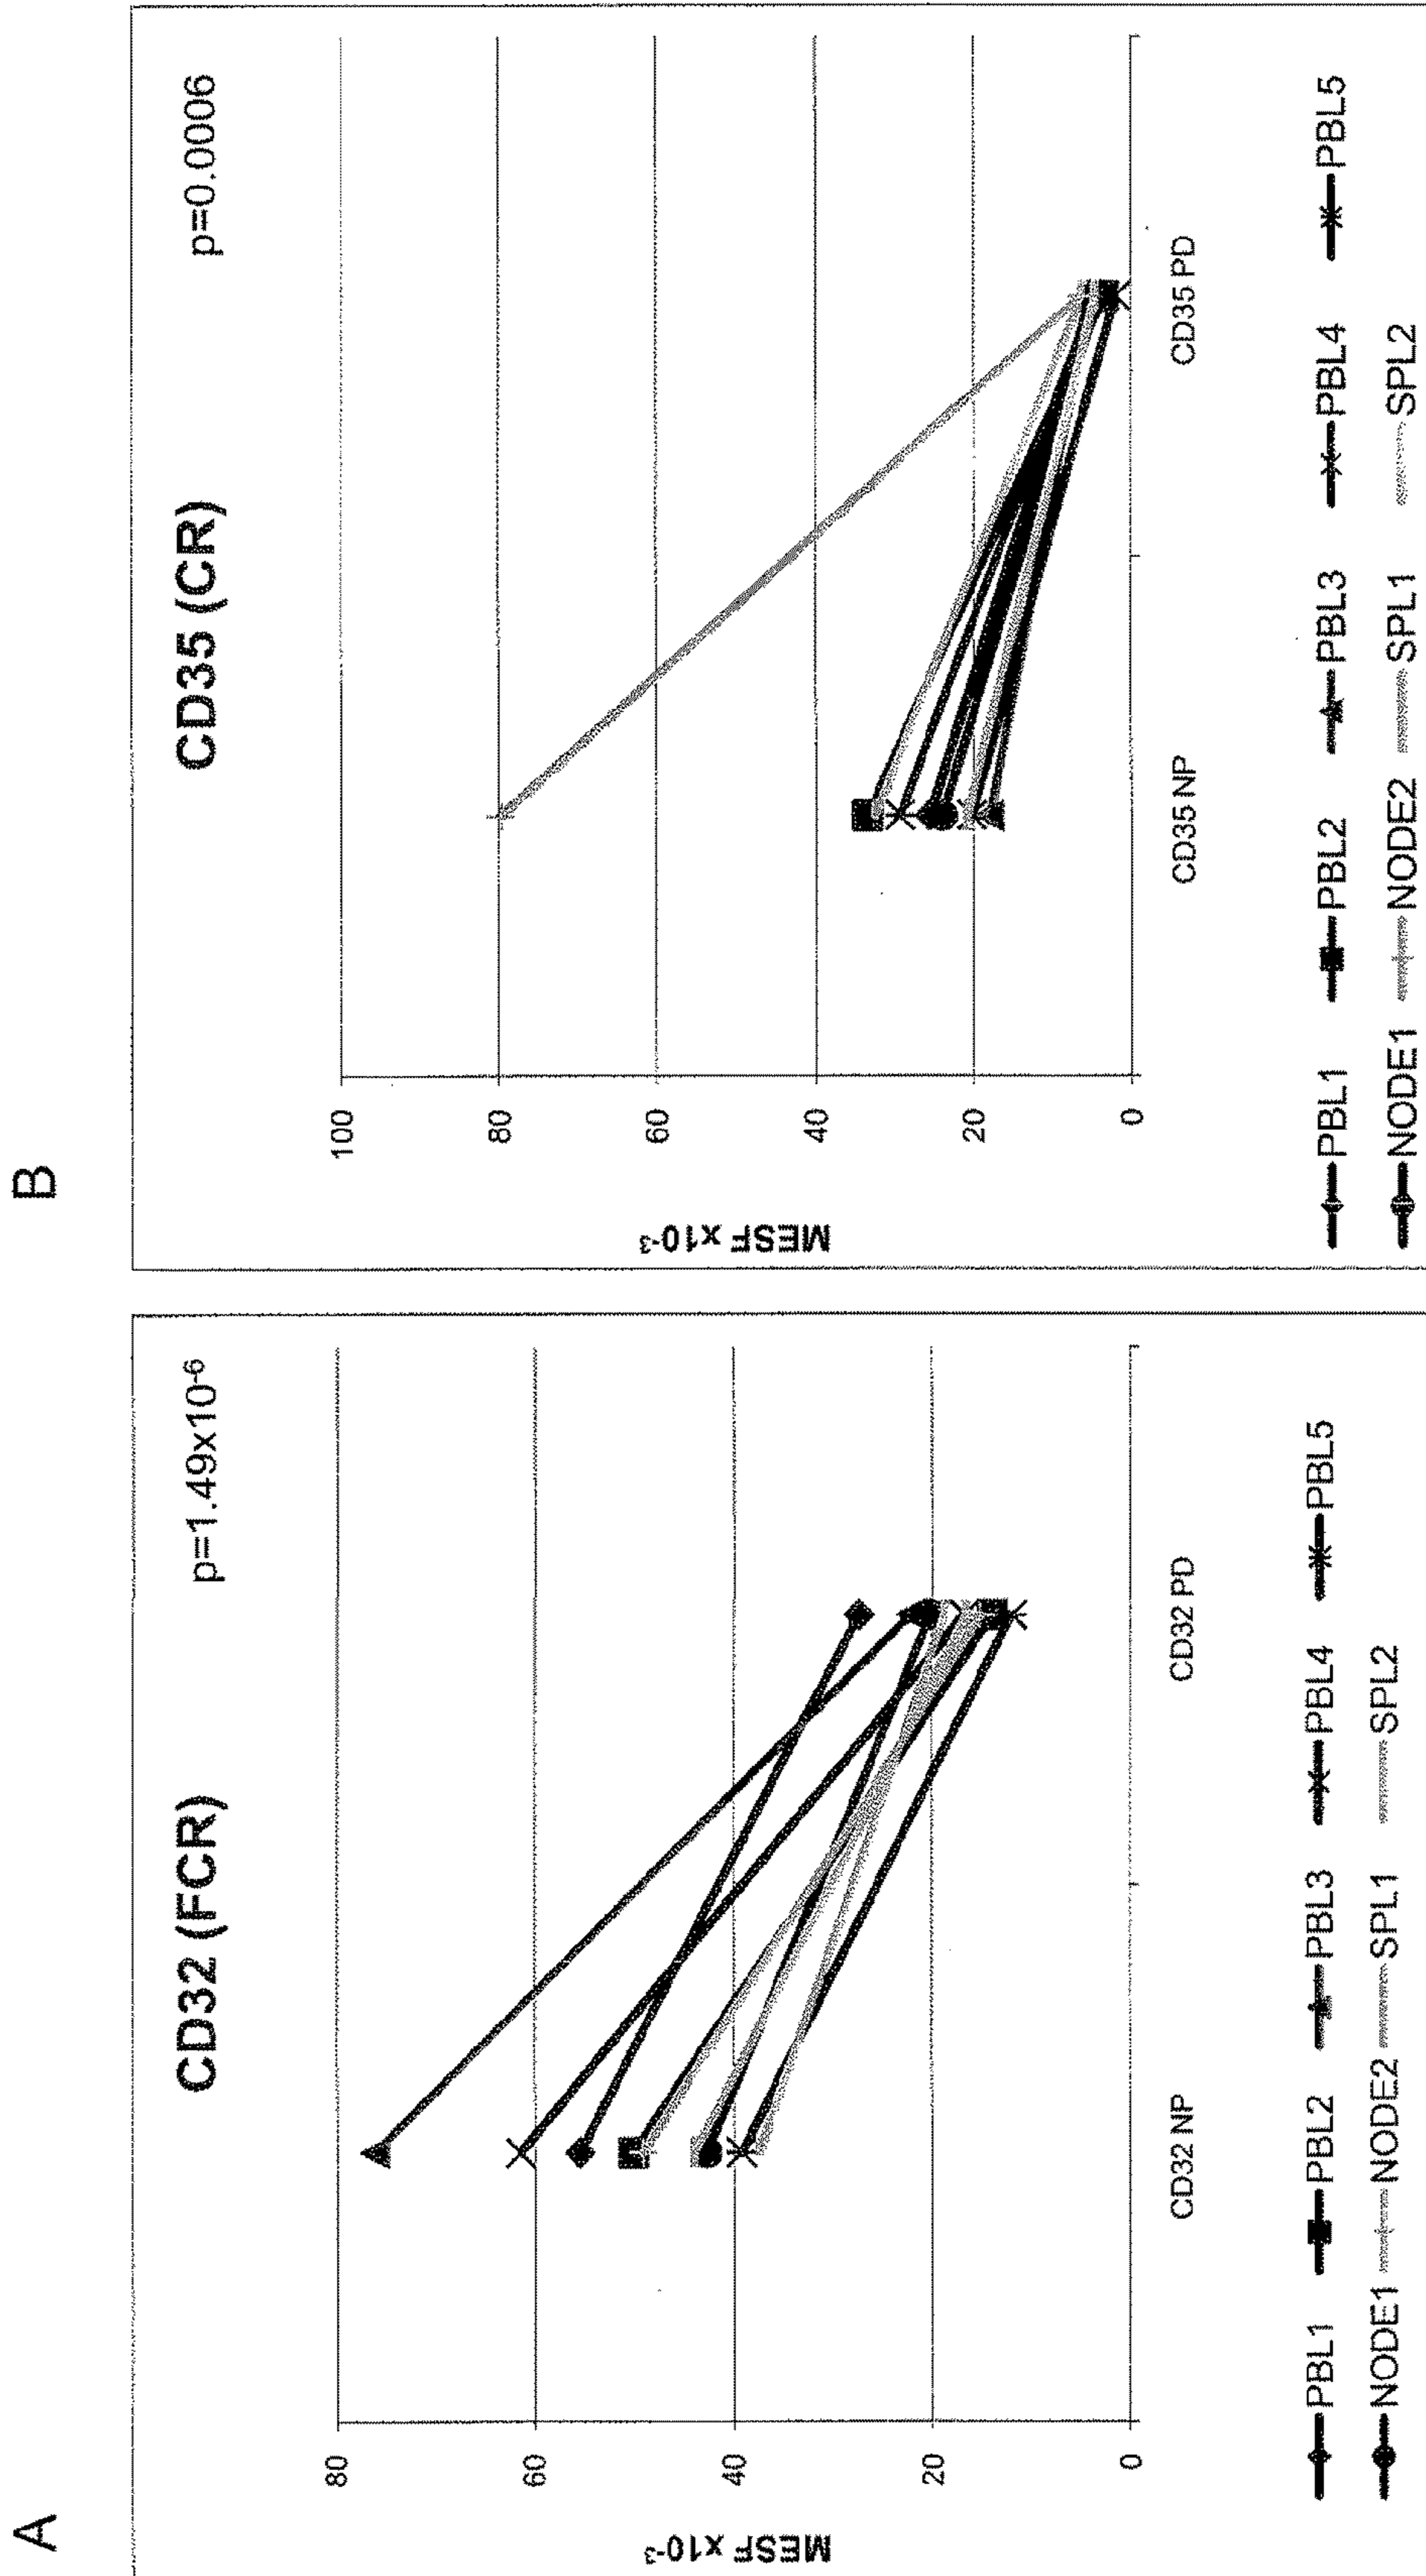 A
CD32 (FCR)
p=1.49x10-6
MESF x10-3
80
60
40
20
0
CD32 NP
CD32 PD
PBL1 PBL2 PBL3 PBL4 PBL5
NODE1 NODE2 SPL1 SPL2
B
CD35 (CR)
p=0.0006
MESF x10-3
100
80
60
40
20
0
CD35 NP
CD35 PD
PBL1 PBL2 PBL3 PBL4 PBL5
NODE1 NODE2 SPL1 SPL2